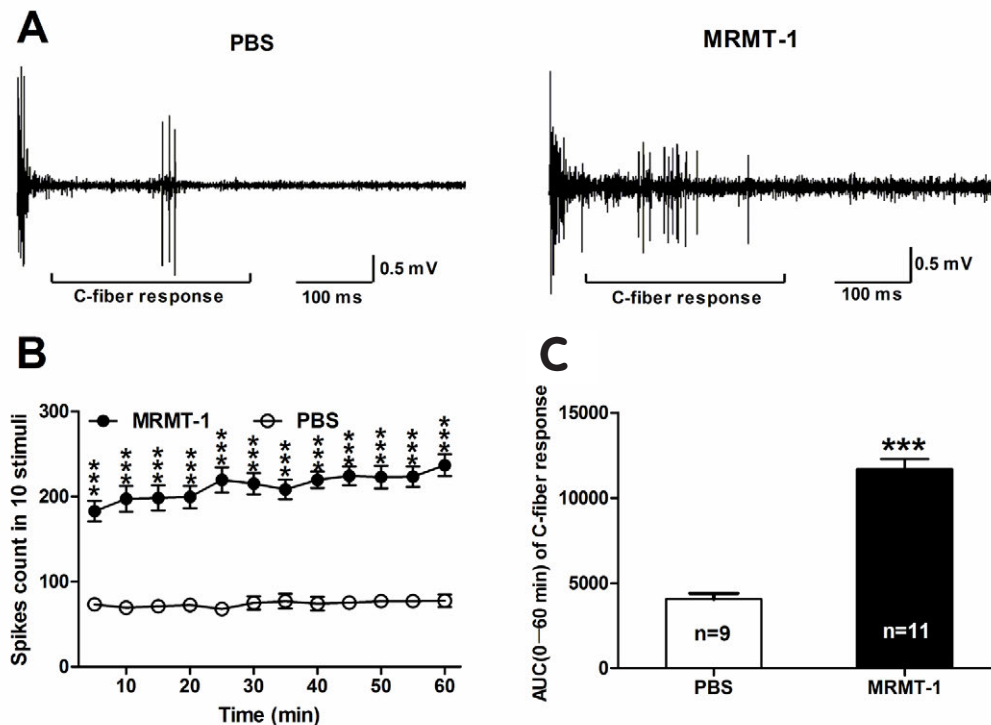 A
PBS
MRMT-1
0.5 mV
C-fiber response
100 ms
0.5 mV
C-fiber response
100 ms
B
Spikes count in 10 stimuli
300
200
100
0
MRMT-1
PBS
*** *** *** *** *** *** *** *** *** *** *** ***
10 20 30 40 50 60
Time (min)
C
AUC(0—60 min) of C-fiber response
15000
10000
5000
0
***
n=9
n=11
PBS
MRMT-1